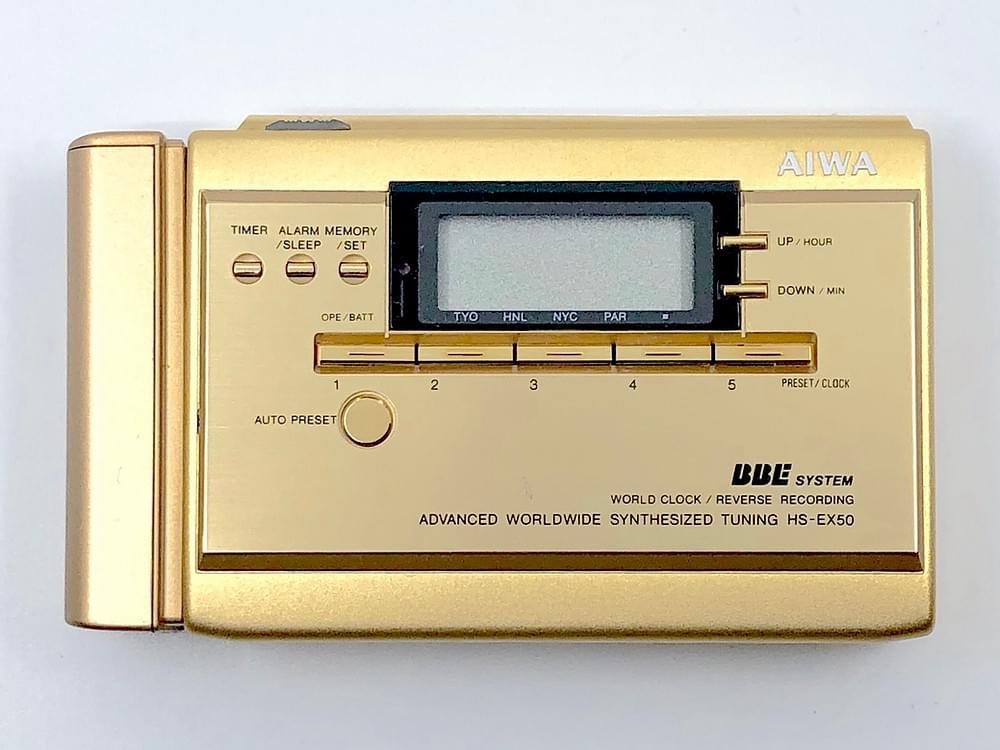 AIWA
TIMER ALARM /SLEEP MEMORY /SET
UP / HOUR
DOWN / MIN
OPE/BATT
TYO HNL NYC PAR
1 2 3 4 5 PRESET/CLOCK
AUTO PRESET
BBE SYSTEM
WORLD CLOCK / REVERSE RECORDING
ADVANCED WORLDWIDE SYNTHESIZED TUNING HS-EX50